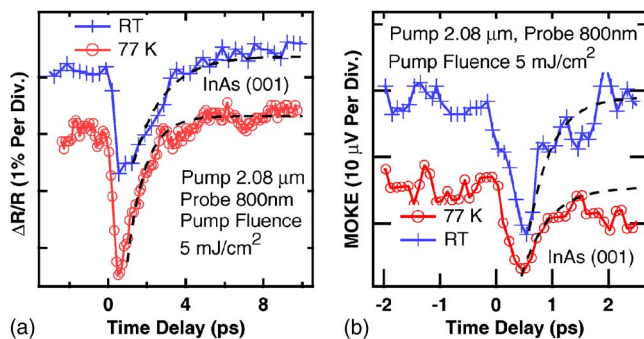 RT
77 K
InAs (001)
Pump 2.08 μm
Probe 800nm
Pump Fluence
5 mJ/cm²
ΔR/R (1% Per Div.)
0 4 8
Time Delay (ps)
(a)
Pump 2.08 μm, Probe 800nm
Pump Fluence 5 mJ/cm²
77 K
RT
InAs (001)
MOKE (10 μV Per Div.)
-2 -1 0 1 2
Time Delay (ps)
(b)